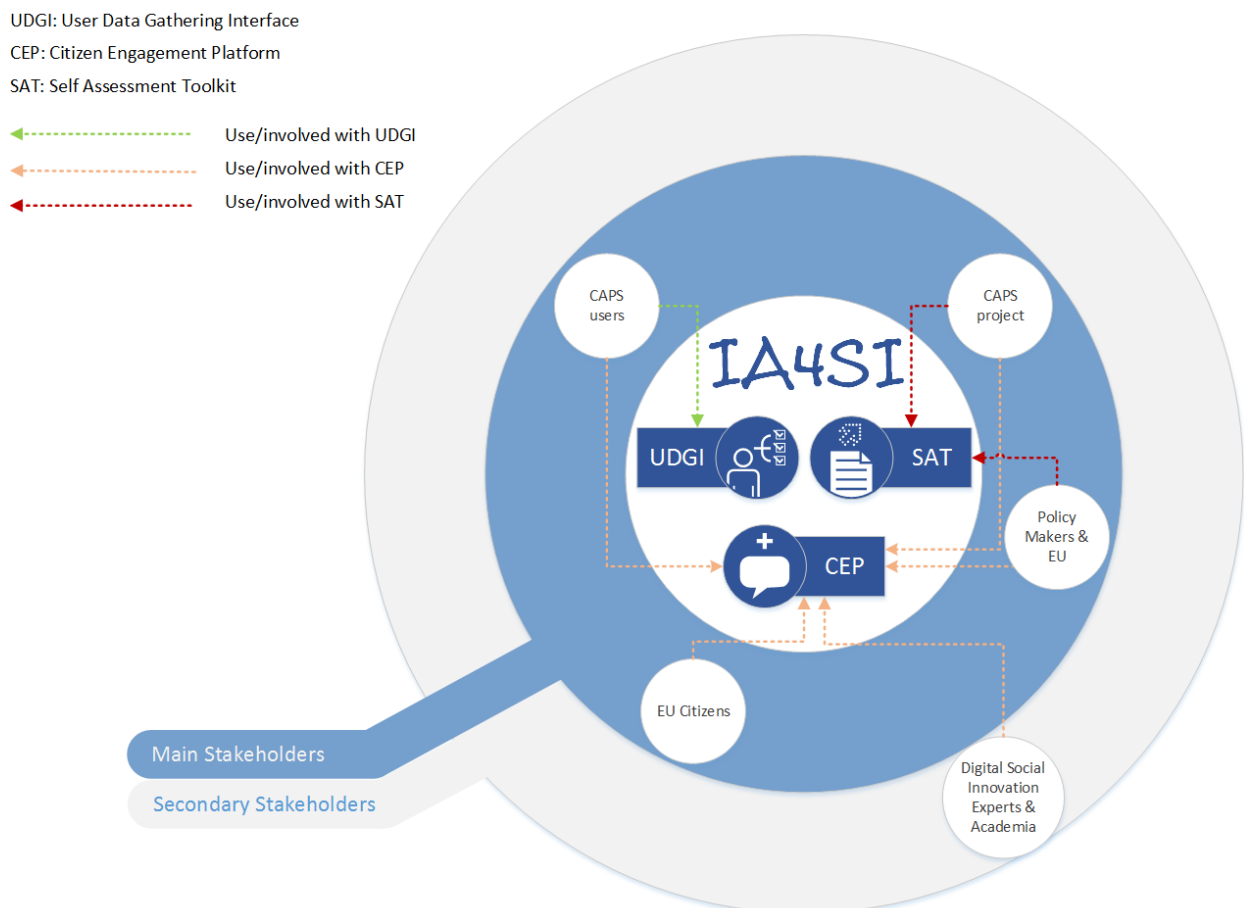 UDGI: User Data Gathering Interface
CEP: Citizen Engagement Platform
SAT: Self Assessment Toolkit
Use/involved with UDGI
Use/involved with CEP
Use/involved with SAT
CAPS
users
CAPS
project
IA4SI
UDGI
SAT
Policy
Makers &
EU
CEP
EU Citizens
Main Stakeholders
Secondary Stakeholders
Digital Social
Innovation
Experts &
Academia